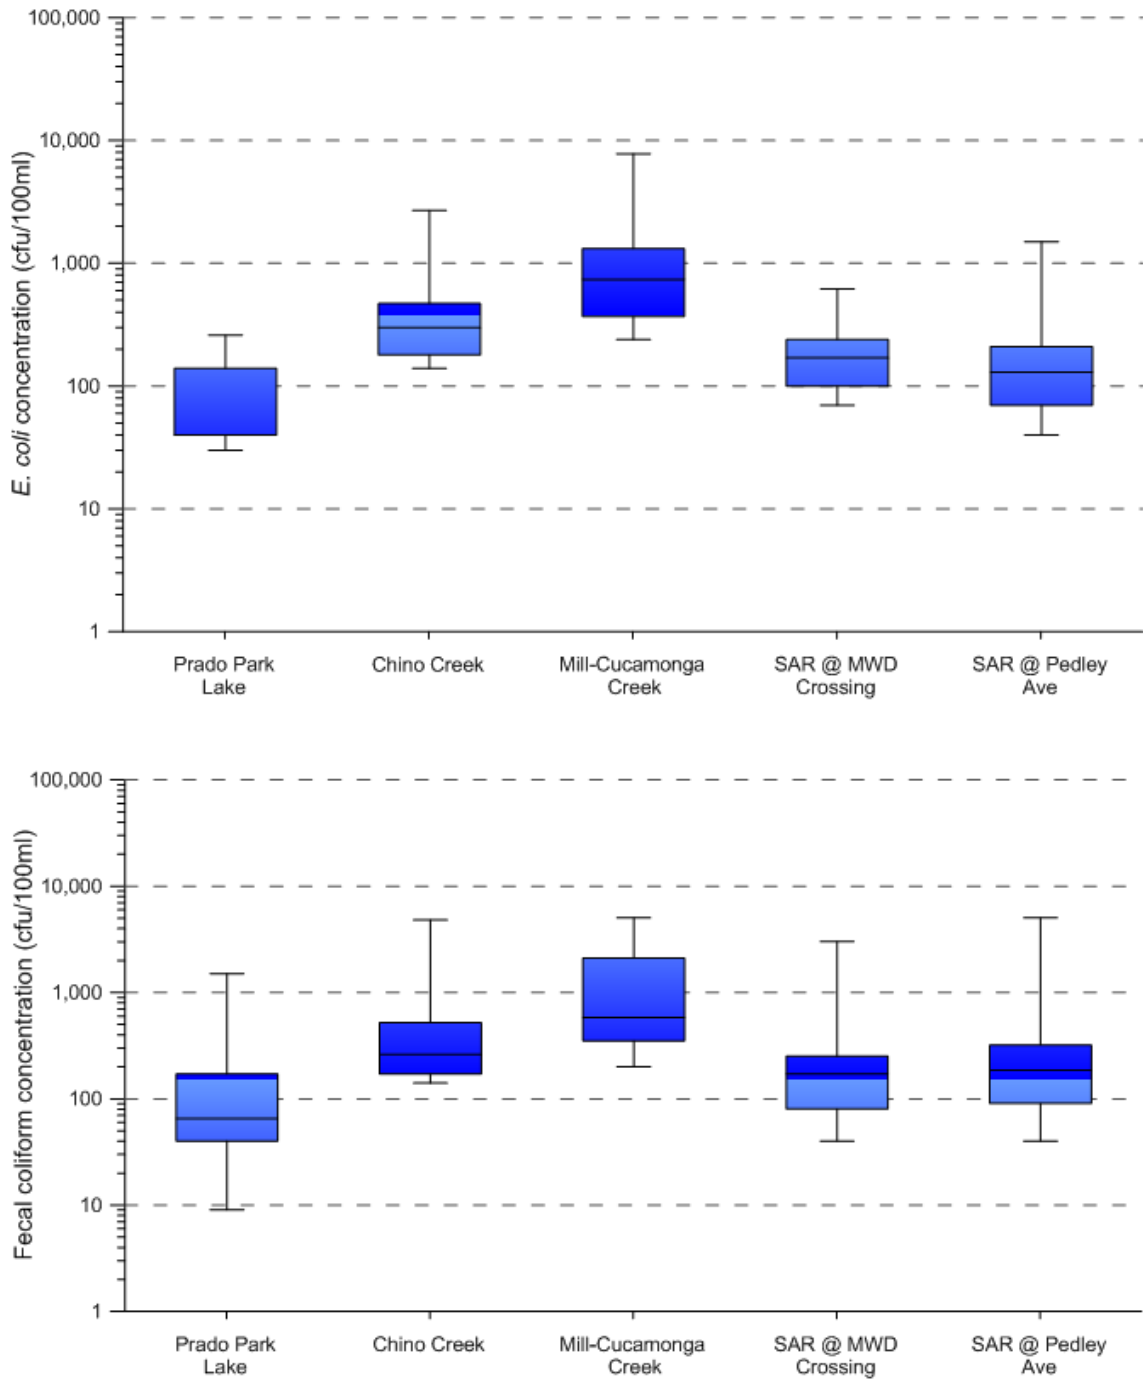 E. coli concentration (cfu/100ml)
100,000
10,000
1,000
100
10
1
Prado Park
Lake
Chino Creek
Mill-Cucamonga
Creek
SAR @ MWD
Crossing
SAR @ Pedley
Ave
Fecal coliform concentration (cfu/100ml)
100,000
10,000
1,000
100
10
1
Prado Park
Lake
Chino Creek
Mill-Cucamonga
Creek
SAR @ MWD
Crossing
SAR @ Pedley
Ave